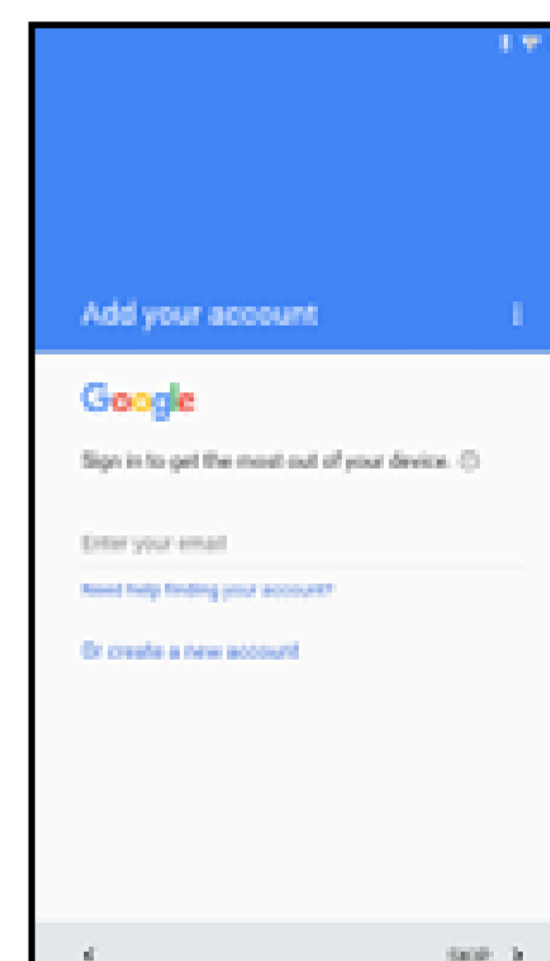 Add your account
Google
Sign in to get the most out of your device.
Enter your email
Need help finding your account?
Or create a new account
SKIP